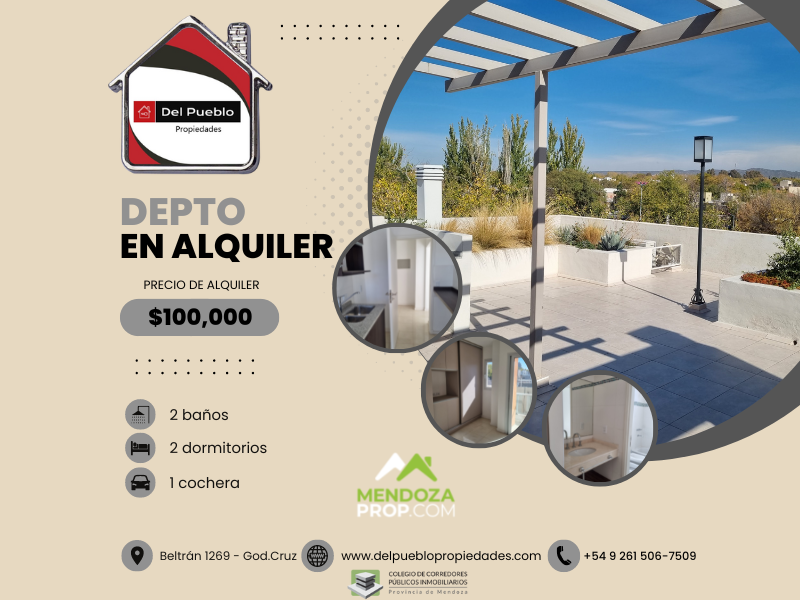 Del Pueblo
Propiedades
DEPTO
EN ALQUILER
PRECIO DE ALQUILER
$100,000
2 baños
2 dormitorios
1 cochera
MENDOZA
PROP.COM
Beltrán 1269 - God.Cruz
www.delpueblopropiedades.com
+54 9 261 506-7509
COLEGIO DE CORREDORES
PÚBLICOS INMOBILIARIOS
Provincia de Mendoza